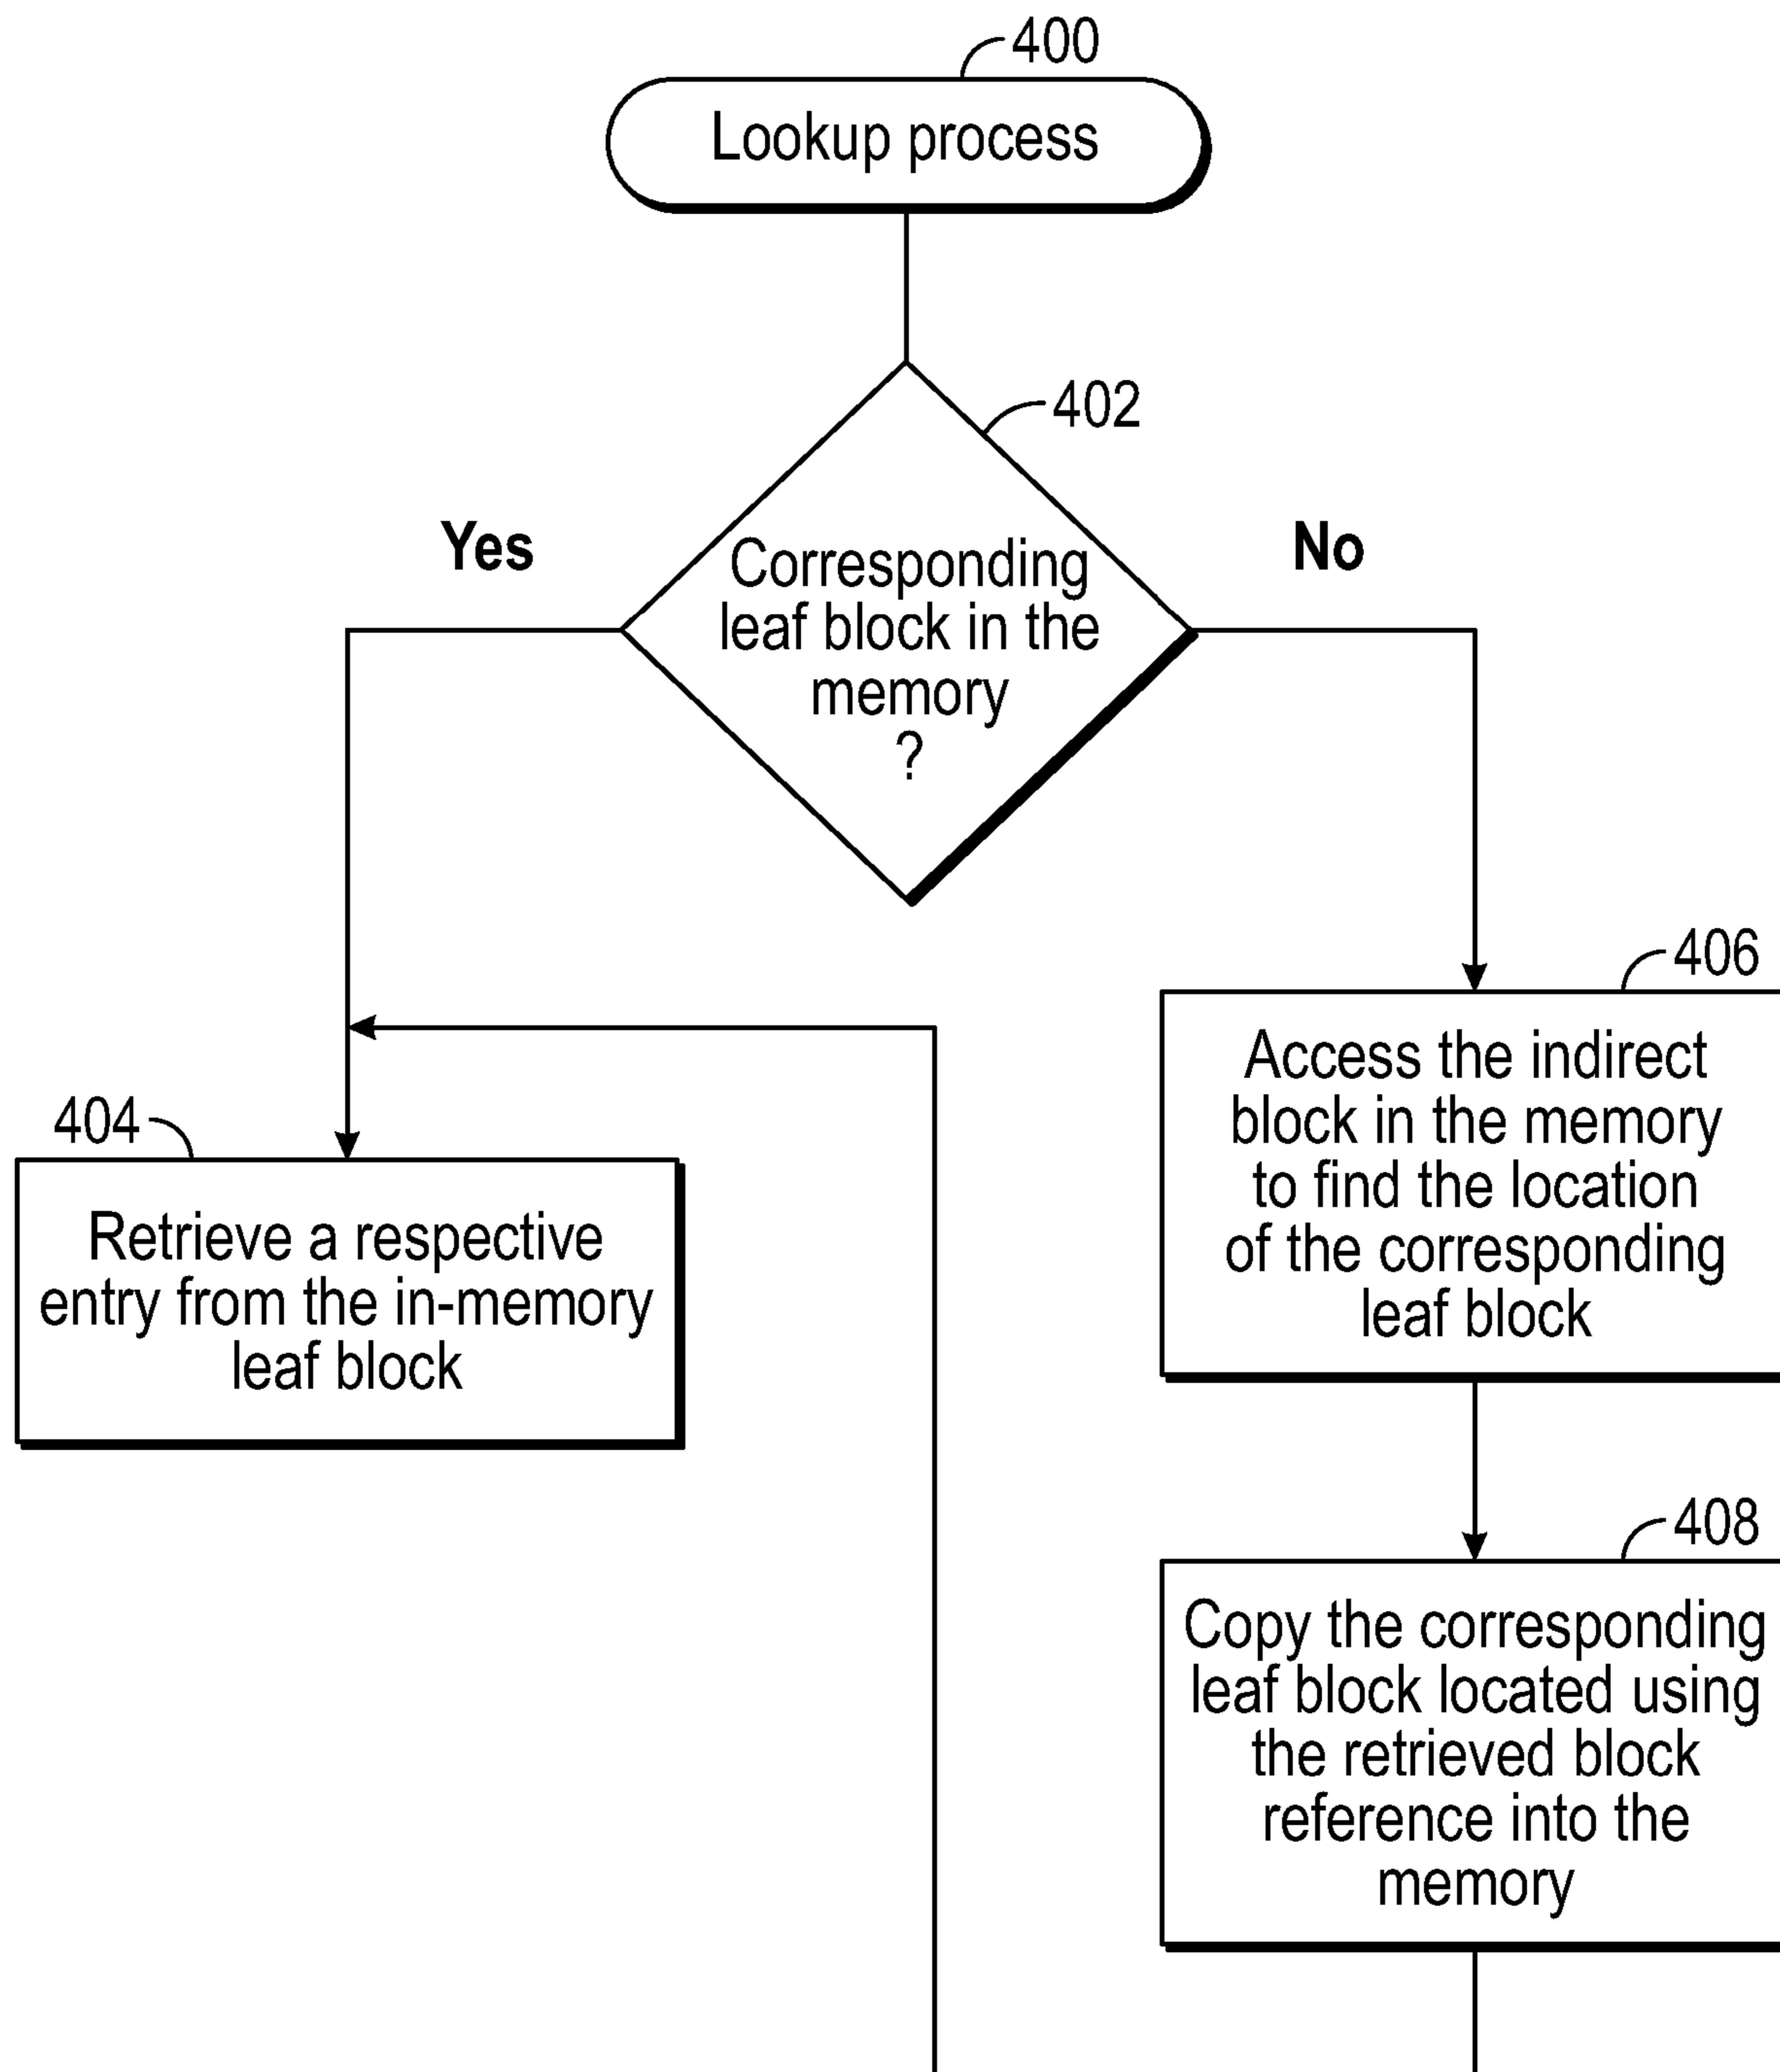 400
Lookup process
402
Yes
No
Corresponding
leaf block in the
memory
?
406
Access the indirect
block in the memory
to find the location
of the corresponding
leaf block
404
Retrieve a respective
entry from the in-memory
leaf block
408
Copy the corresponding
leaf block located using
the retrieved block
reference into the
memory